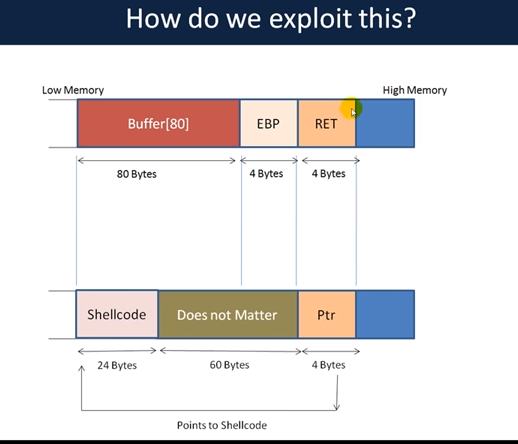 How do we exploit this?
Low Memory
High Memory
Buffer[80]
EBP
RET
80 Bytes
4 Bytes
4 Bytes
Shellcode
Does not Matter
Ptr
24 Bytes
60 Bytes
4 Bytes
Points to Shellcode